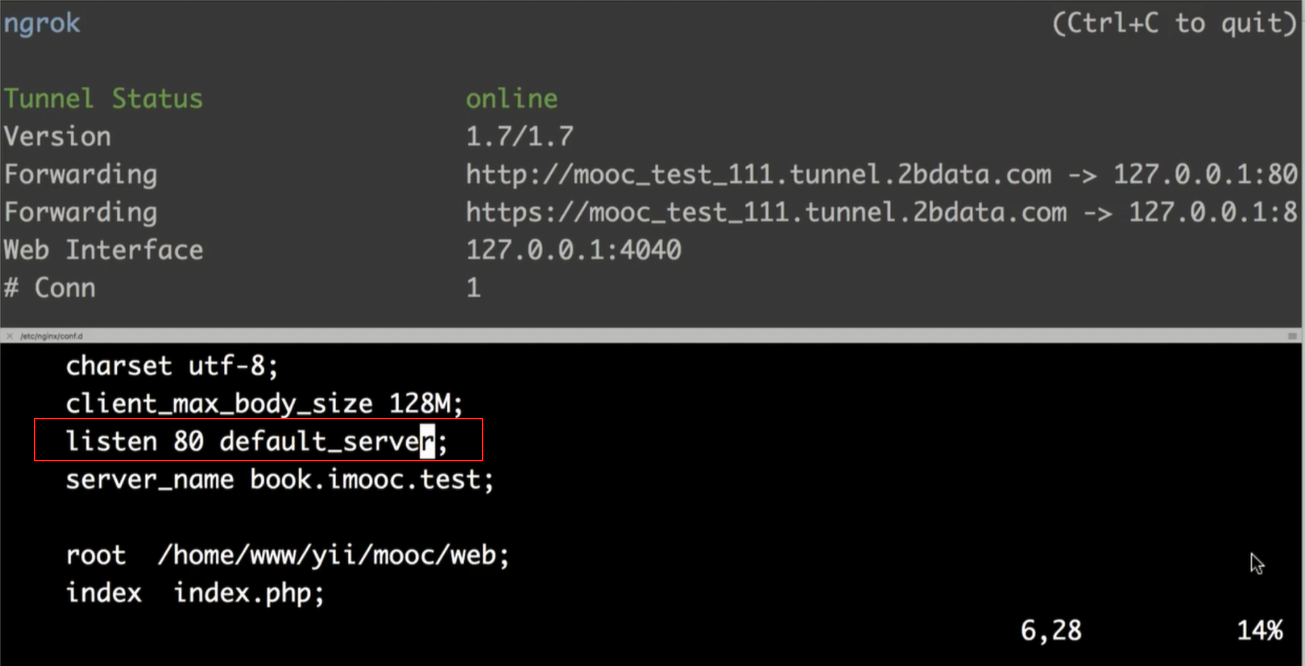 ngrok (Ctrl+C to quit)
Tunnel Status online
Version 1.7/1.7
Forwarding http://mooc_test_111.tunnel.2bdata.com -> 127.0.0.1:80
Forwarding https://mooc_test_111.tunnel.2bdata.com -> 127.0.0.1:8
Web Interface 127.0.0.1:4040
# Conn 1
/etc/nginx/conf.d
charset utf-8;
client_max_body_size 128M;
listen 80 default_server;
server_name book.imooc.test;
root /home/www/yii/mooc/web;
index index.php;
6,28 14%